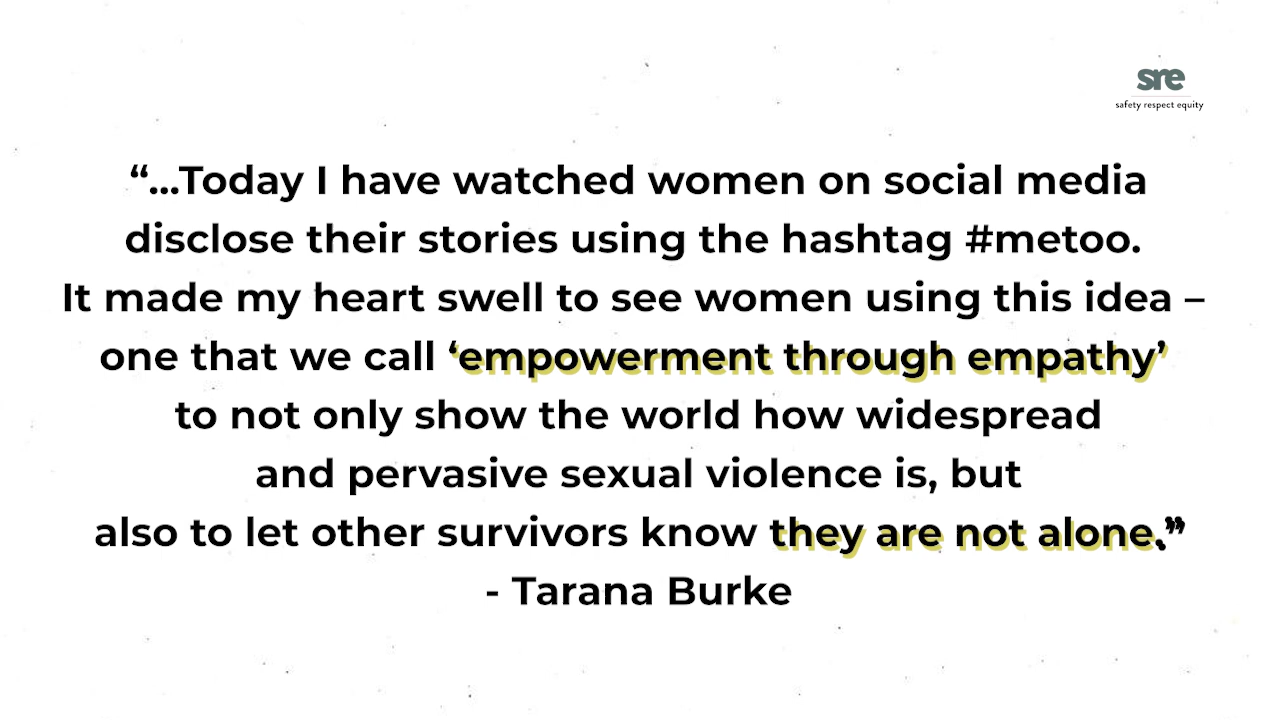 sre
safety respect equity
“...Today I have watched women on social media
disclose their stories using the hashtag #metoo.
It made my heart swell to see women using this idea –
one that we call ‘empowerment through empathy’
to not only show the world how widespread
and pervasive sexual violence is, but
also to let other survivors know they are not alone.”
- Tarana Burke